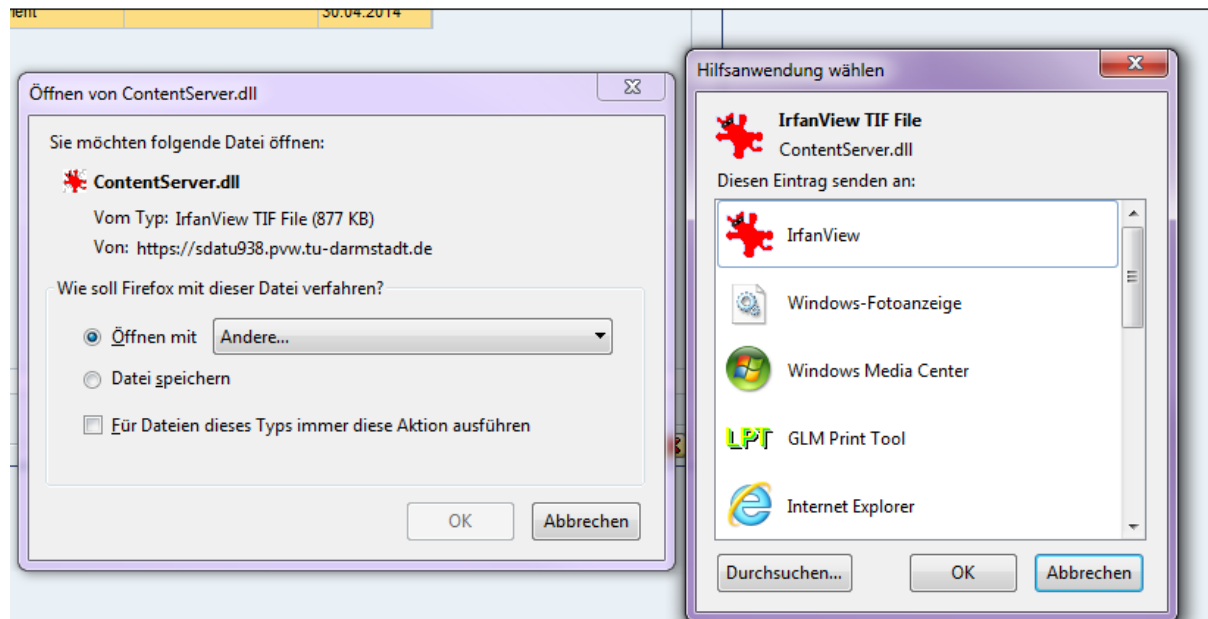 30.04.2014
Öffnen von ContentServer.dll
Sie möchten folgende Datei öffnen:
ContentServer.dll
Vom Typ: IrfanView TIF File (877 KB)
Von: https://sdatu938.pvw.tu-darmstadt.de
Wie soll Firefox mit dieser Datei verfahren?
Öffnen mit Andere...
Datei speichern
Für Dateien dieses Typs immer diese Aktion ausführen
OK Abbrechen
Hilfsanwendung wählen
IrfanView TIF File
ContentServer.dll
Diesen Eintrag senden an:
IrfanView
Windows-Fotoanzeige
Windows Media Center
LPT GLM Print Tool
Internet Explorer
Durchsuchen... OK Abbrechen